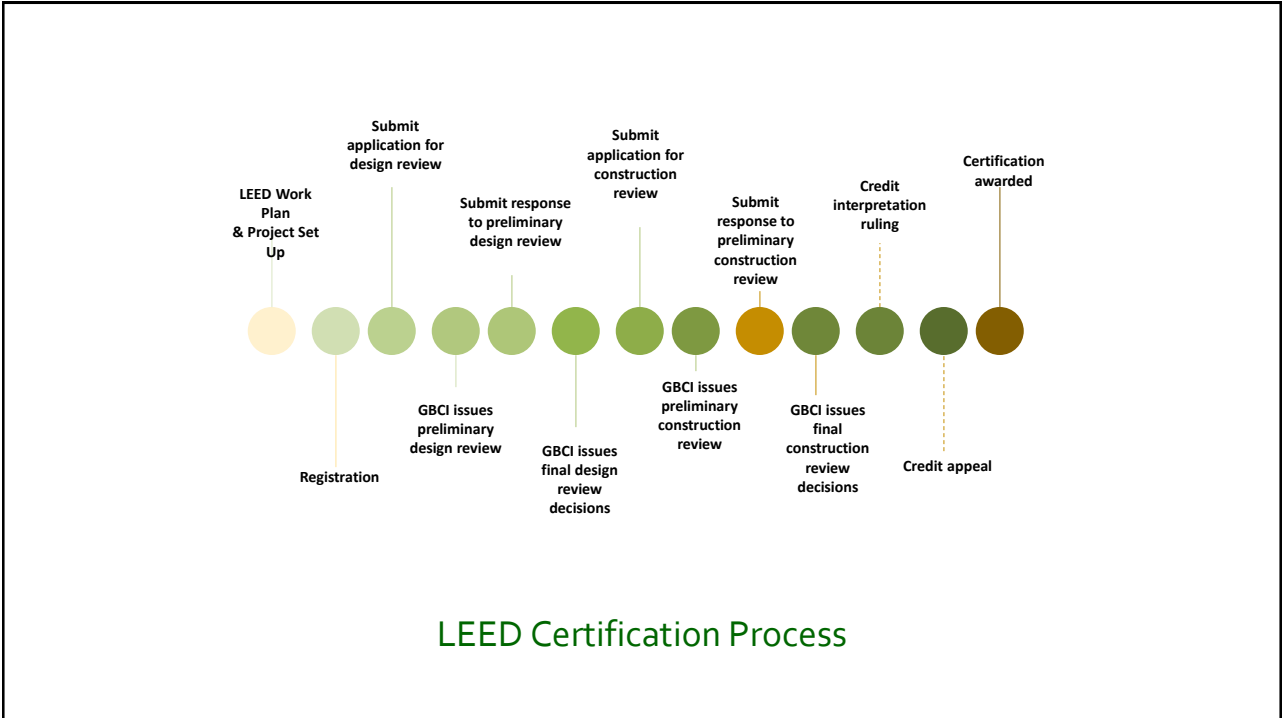 LEED Work
Plan
& Project Set
Up
Registration
Submit
application for
design review
GBCI issues
preliminary
design review
Submit response
to preliminary
design review
GBCI issues
final design
review
decisions
Submit
application for
construction
review
GBCI issues
preliminary
construction
review
Submit
response to
preliminary
construction
review
GBCI issues
final
construction
review
decisions
Credit
interpretation
ruling
Credit appeal
Certification
awarded
LEED Certification Process